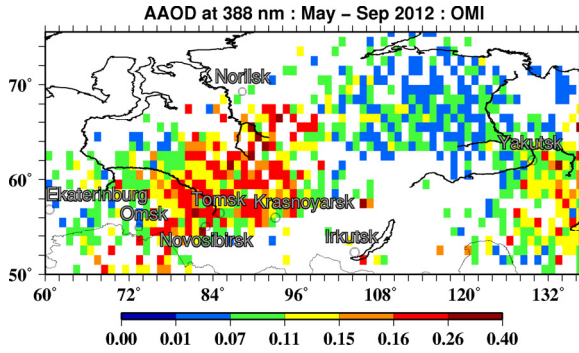 AAOD at 388 nm : May − Sep 2012 : OMI
70°
Norilsk
Yakutsk
60°
Ekaterinburg
Tomsk
Krasnoyarsk
Omsk
Novosibirsk
Irkutsk
50°
60° 72° 84° 96° 108° 120° 132°
0.00 0.01 0.07 0.11 0.15 0.16 0.26 0.40